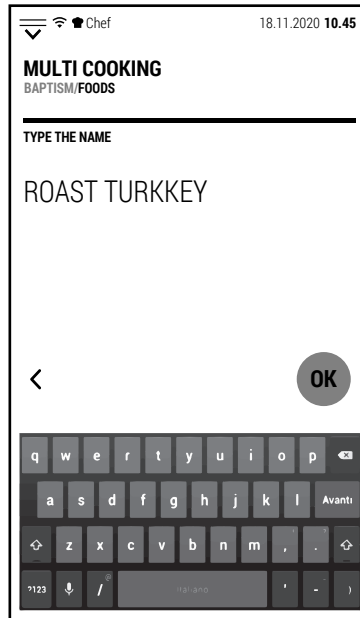 Chef 18.11.2020 10.45
MULTI COOKING
BAPTISM/FOODS
TYPE THE NAME
ROAST TURKKEY
OK
q w e r t y u i o p
a s d f g h j k l Avanti
z x c v b n m , .
?123 / @ Italiano ' - )